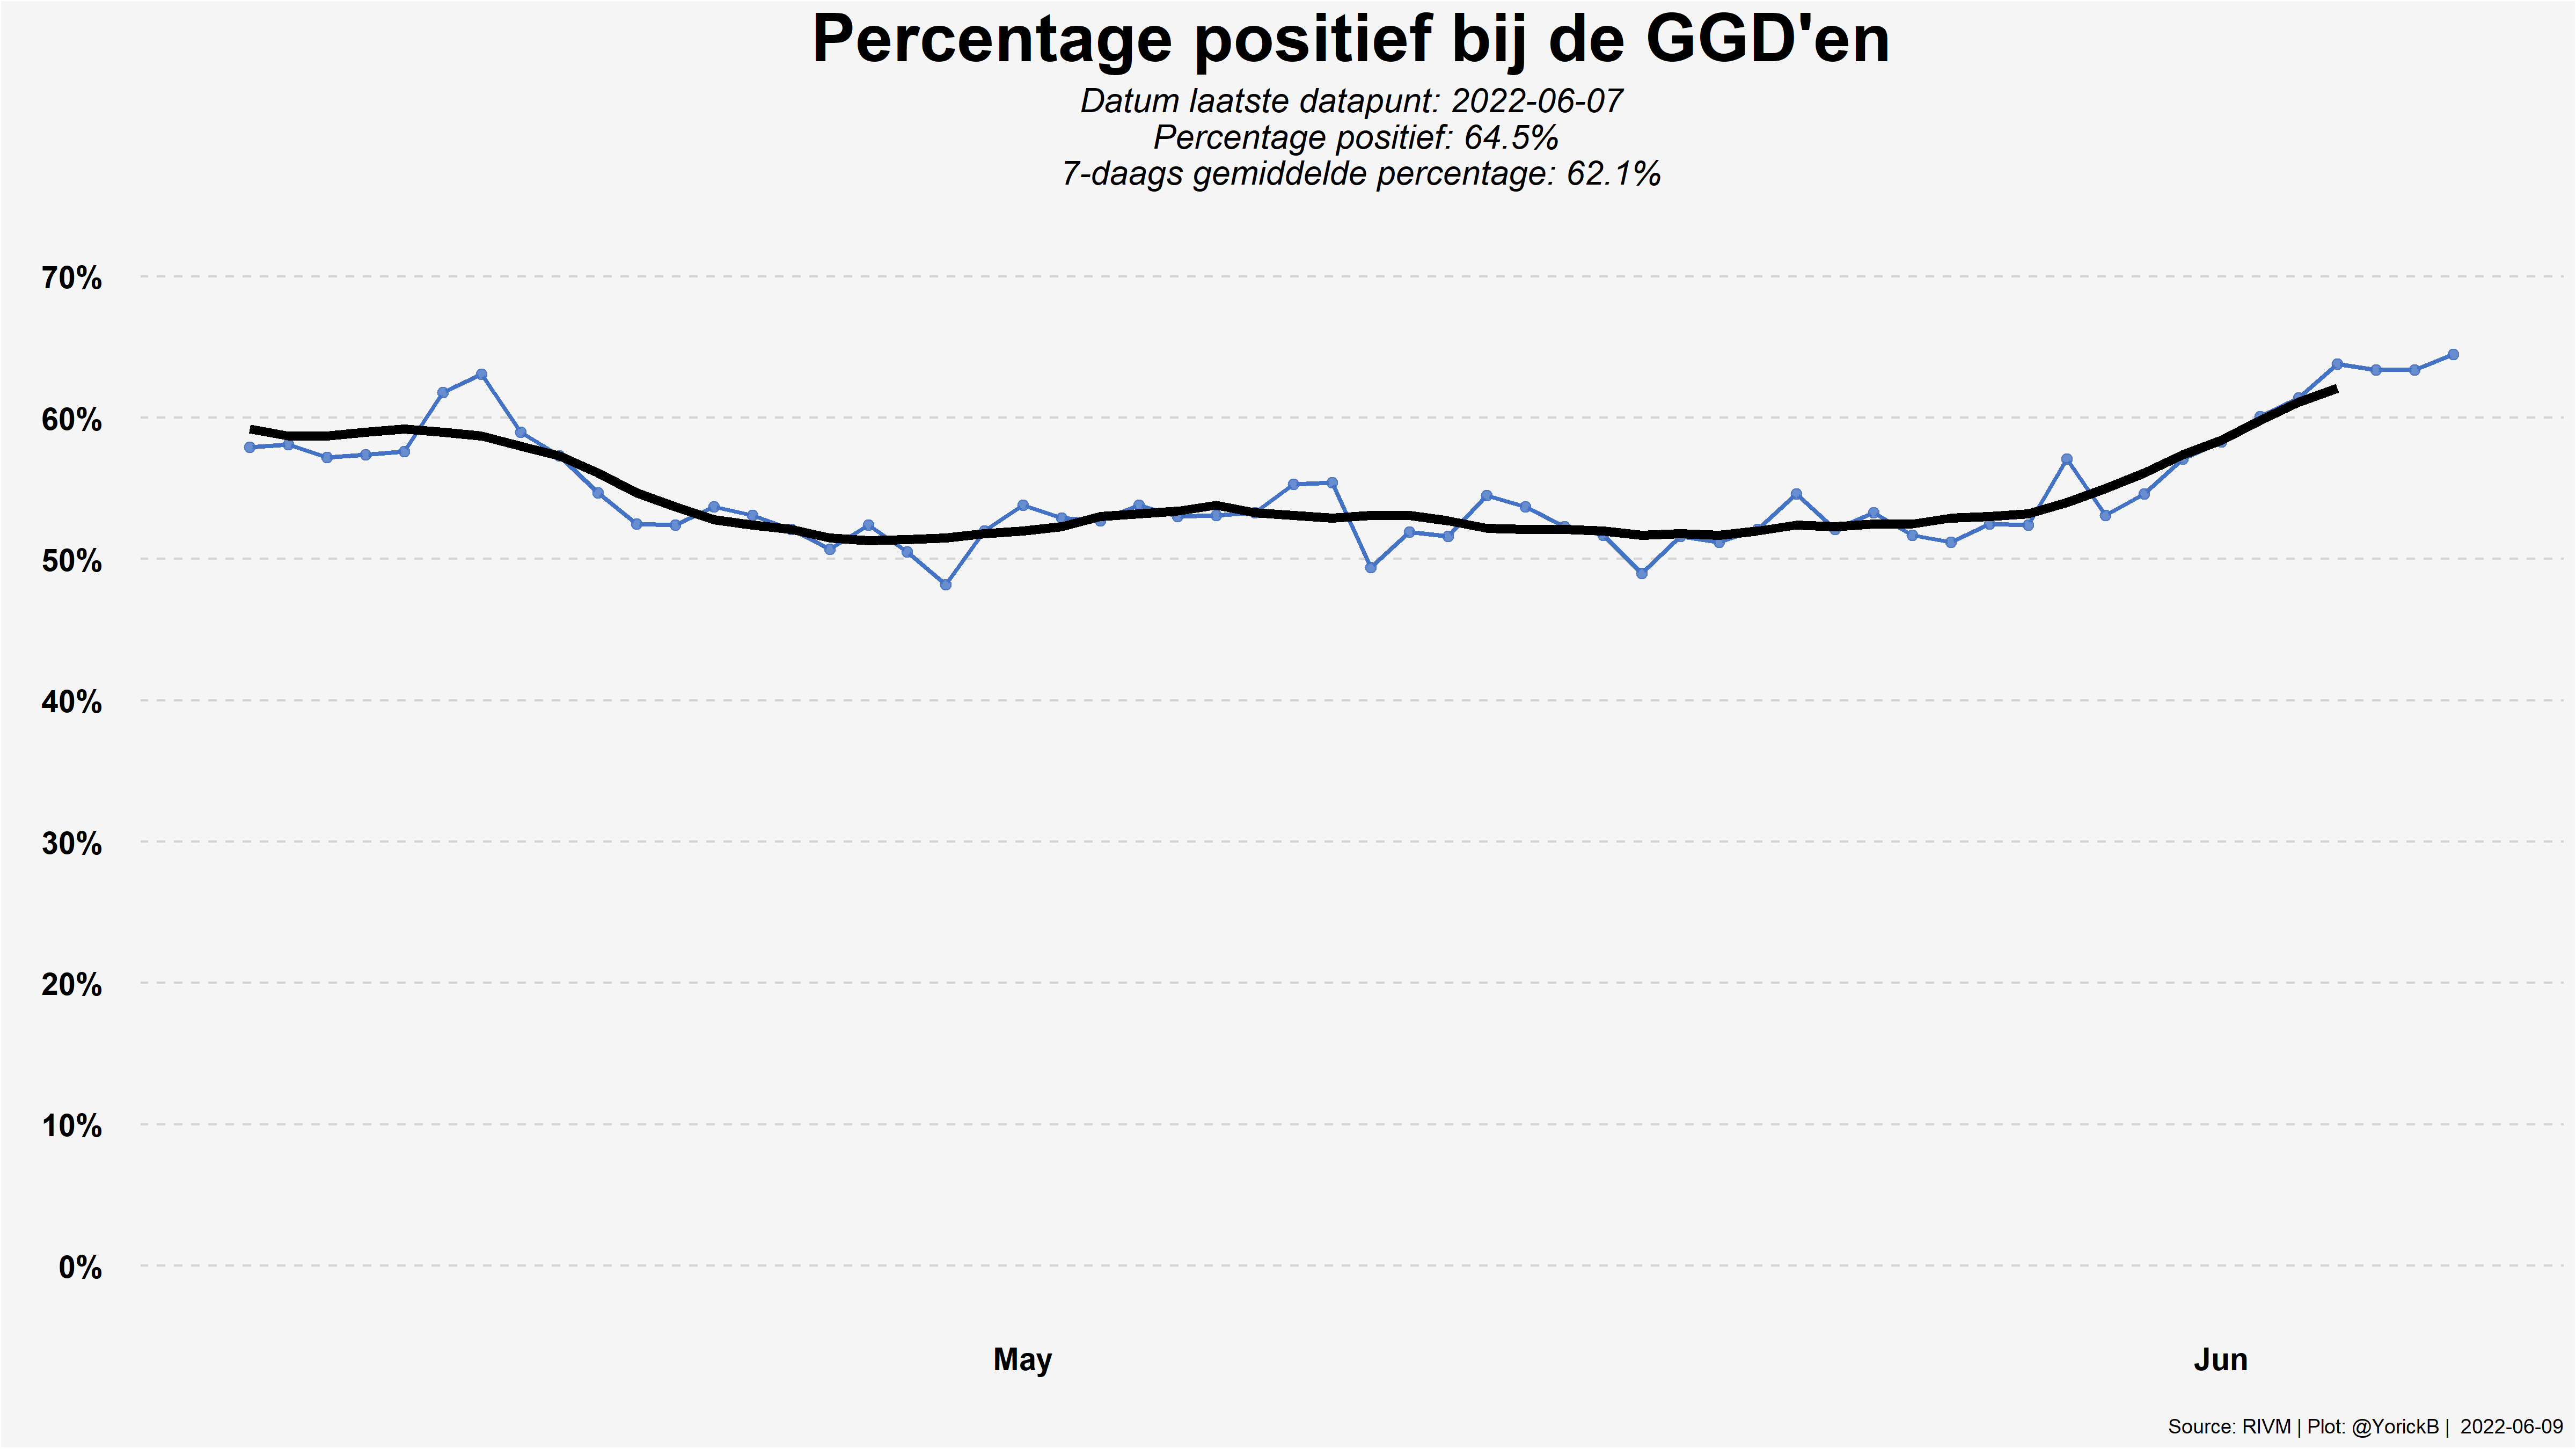 Percentage positief bij de GGD'en
Datum laatste datapunt: 2022-06-07
Percentage positief: 64.5%
7-daags gemiddelde percentage: 62.1%
70%
60%
50%
40%
30%
20%
10%
0%
May Jun
Source: RIVM | Plot: @YorickB | 2022-06-09